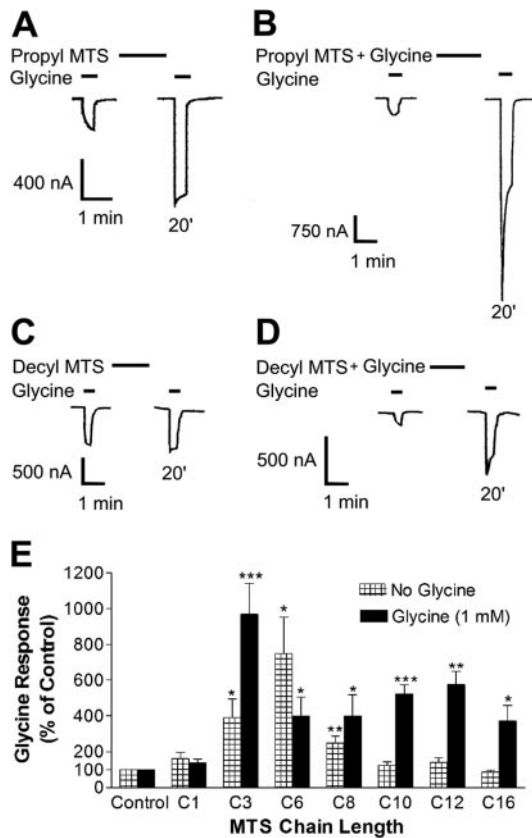 A
Propyl MTS
Glycine
400 nA
1 min
20'
B
Propyl MTS + Glycine
Glycine
750 nA
1 min
20'
C
Decyl MTS
Glycine
500 nA
1 min
20'
D
Decyl MTS + Glycine
Glycine
500 nA
1 min
20'
E
Glycine Response
(% of Control)
1200
1000
800
600
400
200
100
0
No Glycine
Glycine (1 mM)
* *** * * ** * *** ** *
Control C1 C3 C6 C8 C10 C12 C16
MTS Chain Length